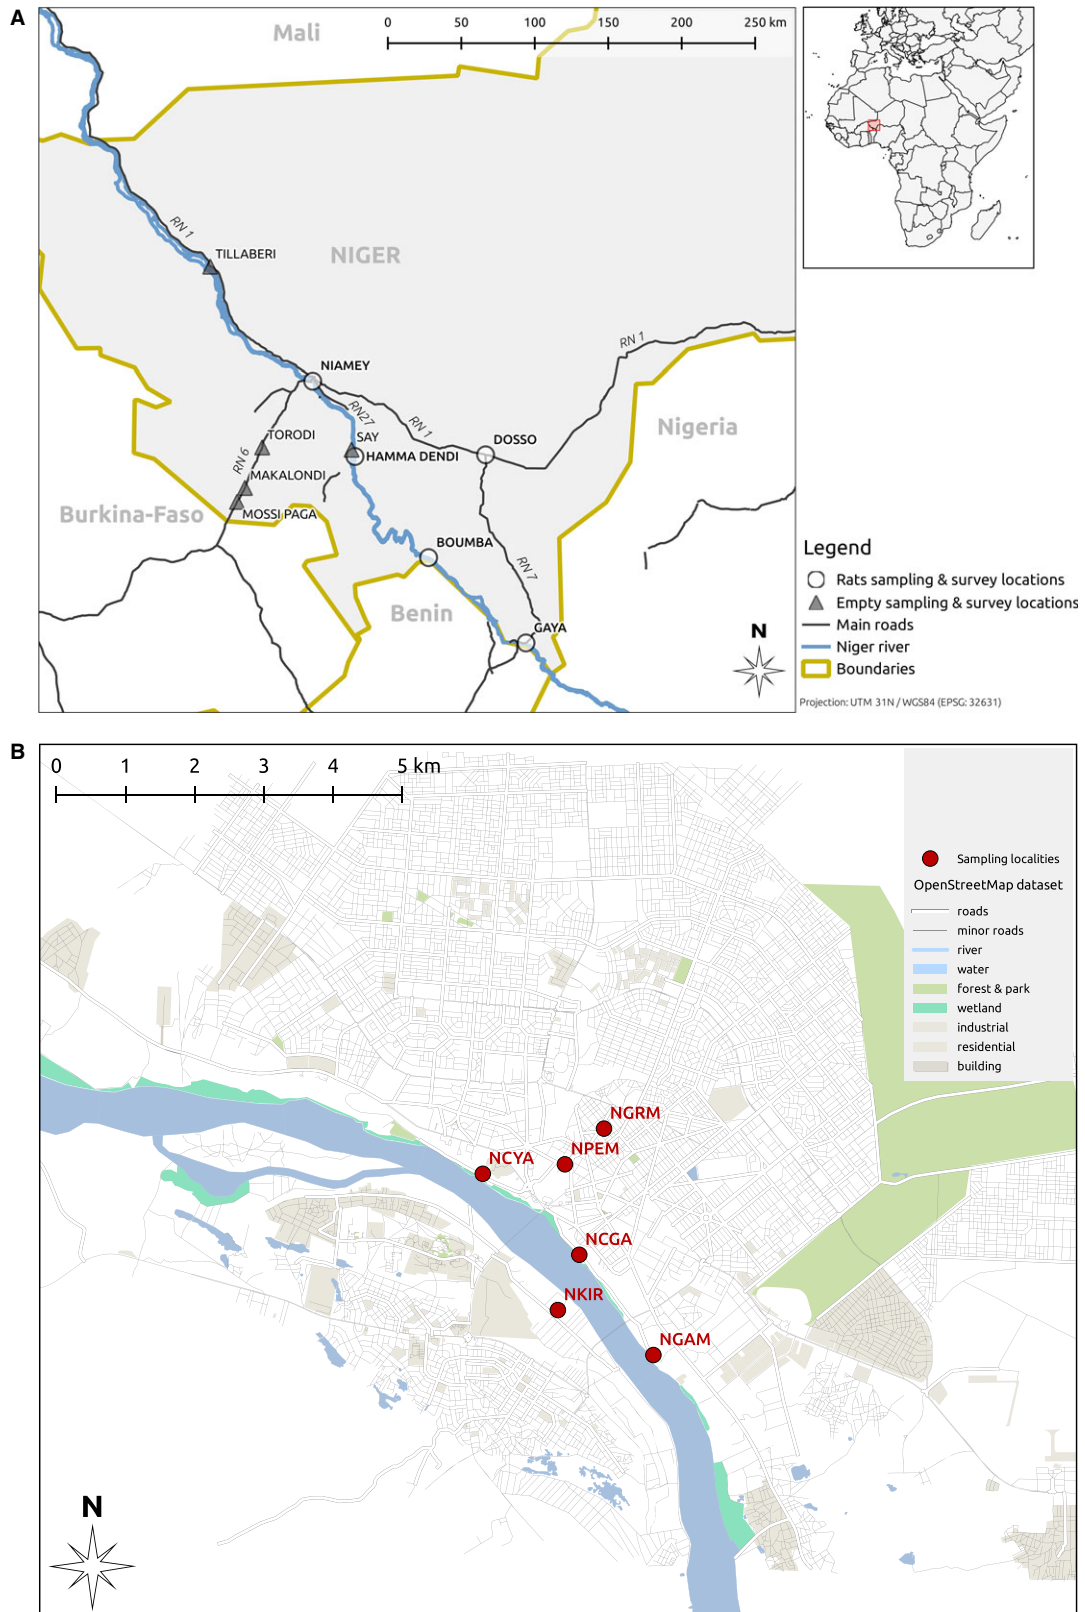 A
Mali
0 50 100 150 200 250 km
RN 1
TILLABERI
NIGER
RN 1
NIAMEY
RN27
RN 1
Nigeria
TORODI
SAY
DOSSO
HAMMA DENDI
RN 6
MAKALONDI
Burkina-Faso
MOSSI PAGA
BOUMBA
RN 7
Benin
GAYA
N
Legend
Rats sampling & survey locations
Empty sampling & survey locations
Main roads
Niger river
Boundaries
Projection: UTM 31N / WGS84 (EPSG: 32631)
B
0 1 2 3 4 5 km
Sampling localities
OpenStreetMap dataset
roads
minor roads
river
water
forest & park
wetland
industrial
residential
building
NGRM
NPEM
NCYA
NCGA
NKIR
NGAM
N